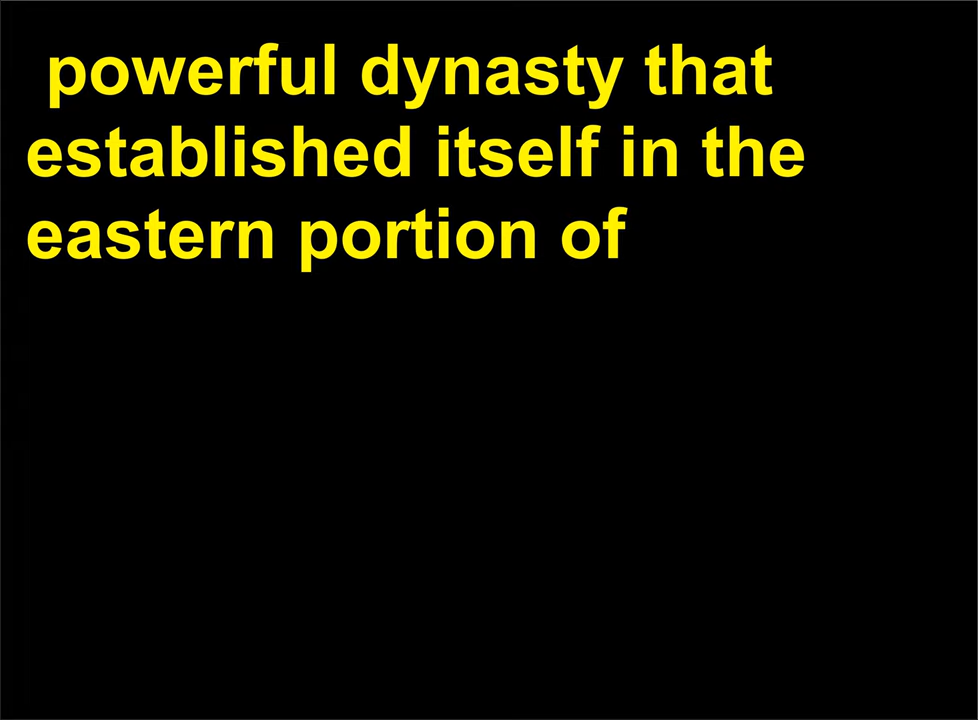 powerful dynasty that
established itself in the
eastern portion of